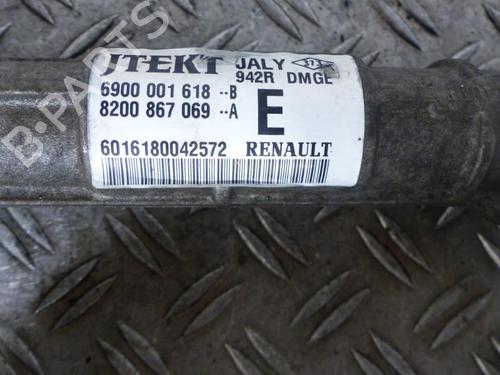 JTEKT JALY
942R DMGE
6900 001 618 --B
8200 867 069 --A
E
6016180042572 RENAULT
B-PARTS